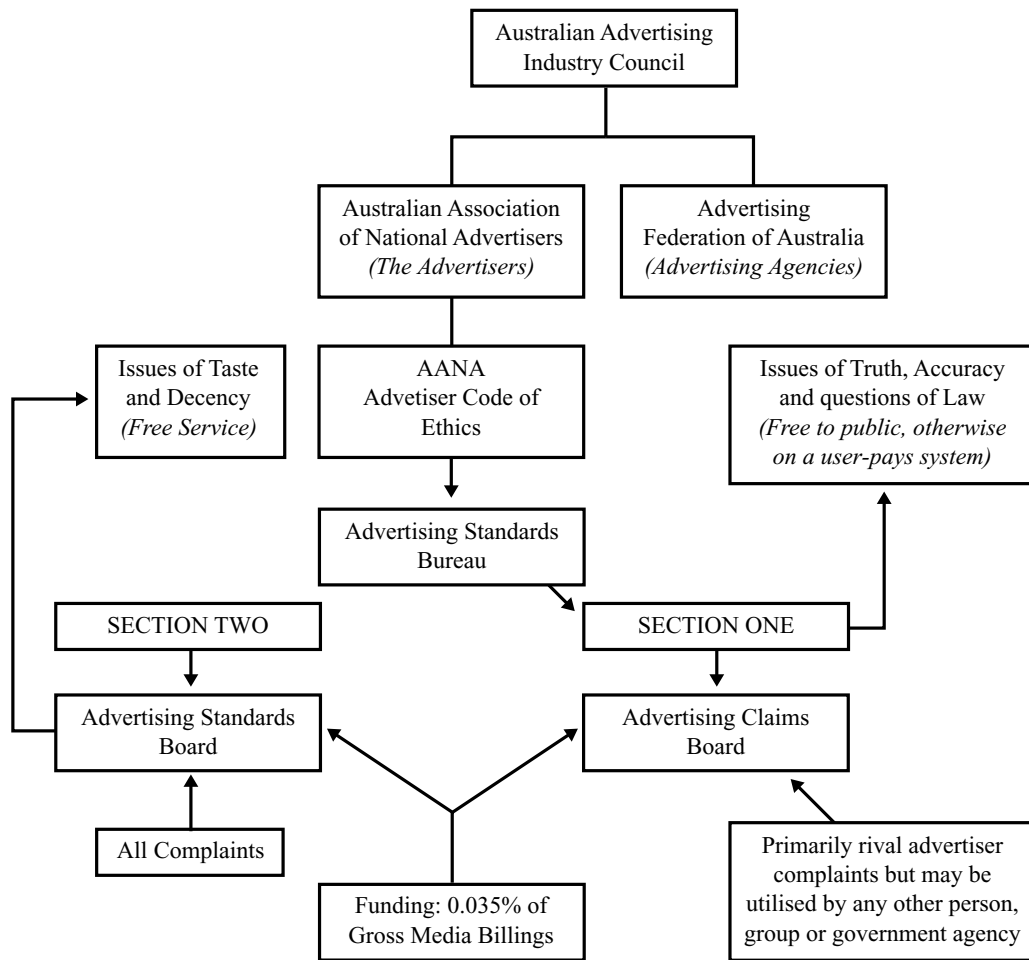 Australian Advertising
Industry Council
Australian Association
of National Advertisers
(The Advertisers)
Advertising
Federation of Australia
(Advertising Agencies)
Issues of Taste
and Decency
(Free Service)
AANA
Advetiser Code of
Ethics
Issues of Truth, Accuracy
and questions of Law
(Free to public, otherwise
on a user-pays system)
Advertising Standards
Bureau
SECTION TWO
SECTION ONE
Advertising Standards
Board
Advertising Claims
Board
All Complaints
Funding: 0.035% of
Gross Media Billings
Primarily rival advertiser
complaints but may be
utilised by any other person,
group or government agency